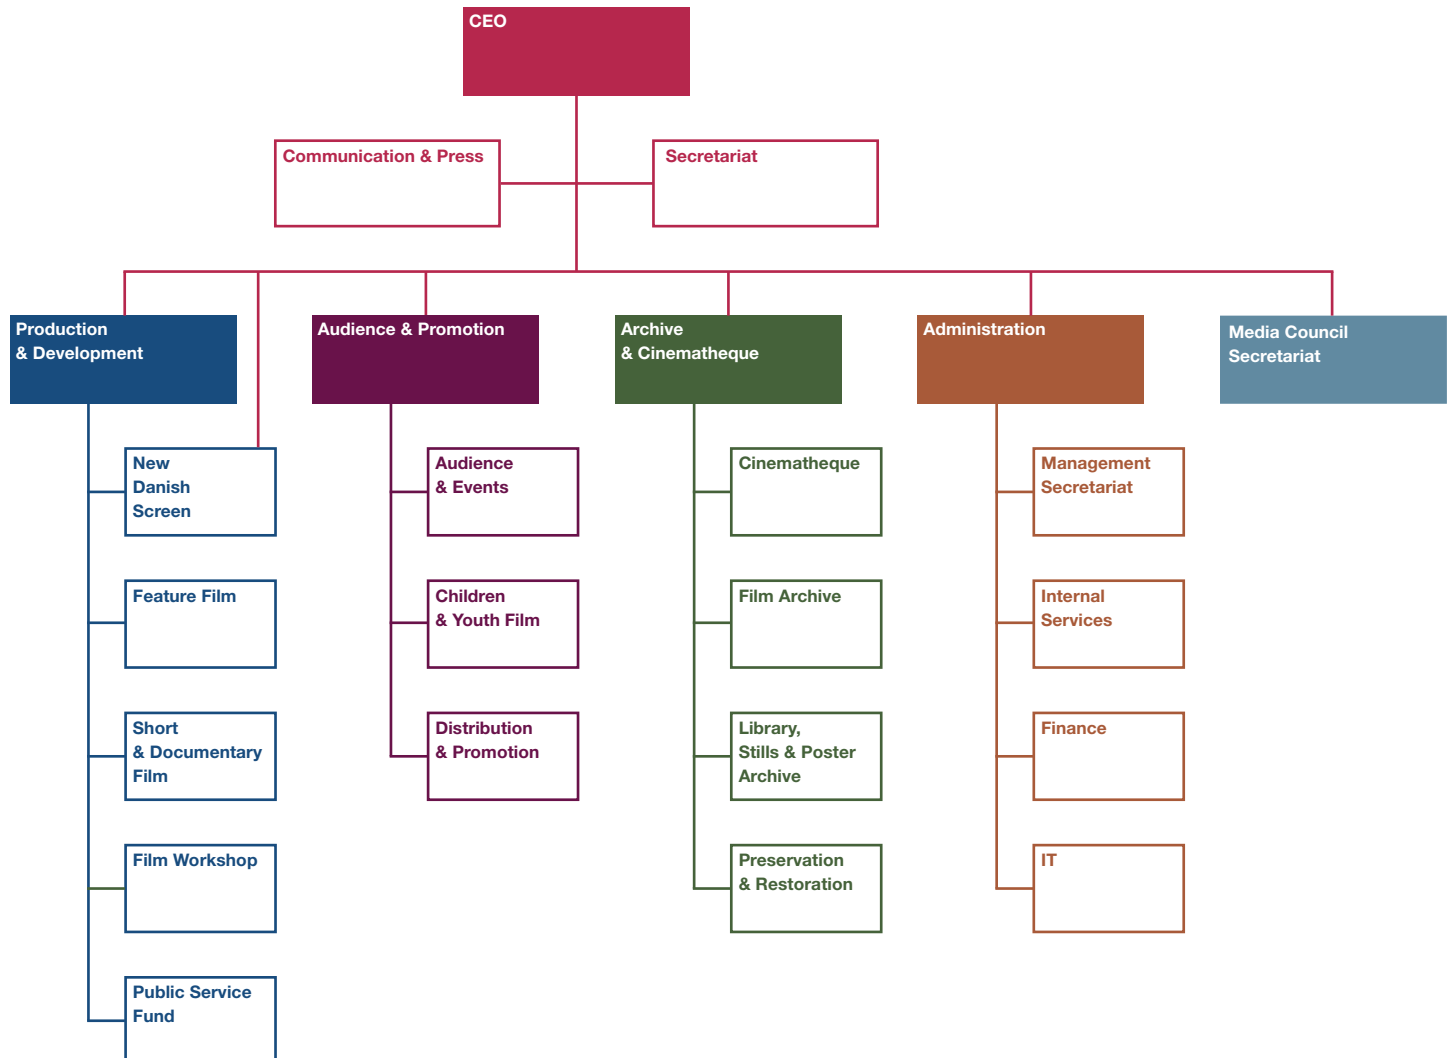 CEO
Communication & Press
Secretariat
Production
& Development
Audience & Promotion
Archive
& Cinematheque
Administration
Media Council
Secretariat
New
Danish
Screen
Feature Film
Short
& Documentary
Film
Film Workshop
Public Service
Fund
Audience
& Events
Children
& Youth Film
Distribution
& Promotion
Cinematheque
Film Archive
Library,
Stills & Poster
Archive
Preservation
& Restoration
Management
Secretariat
Internal
Services
Finance
IT